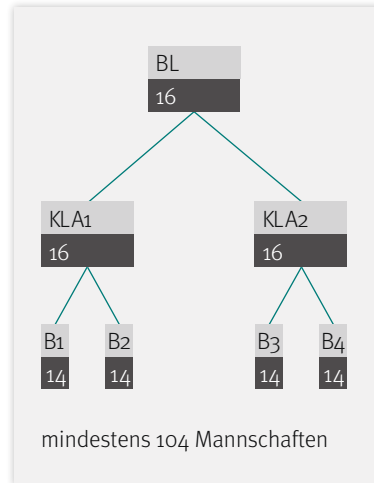 BL
16
KLA1 KLA2
16 16
B1 B2 B3 B4
14 14 14 14
mindestens 104 Mannschaften